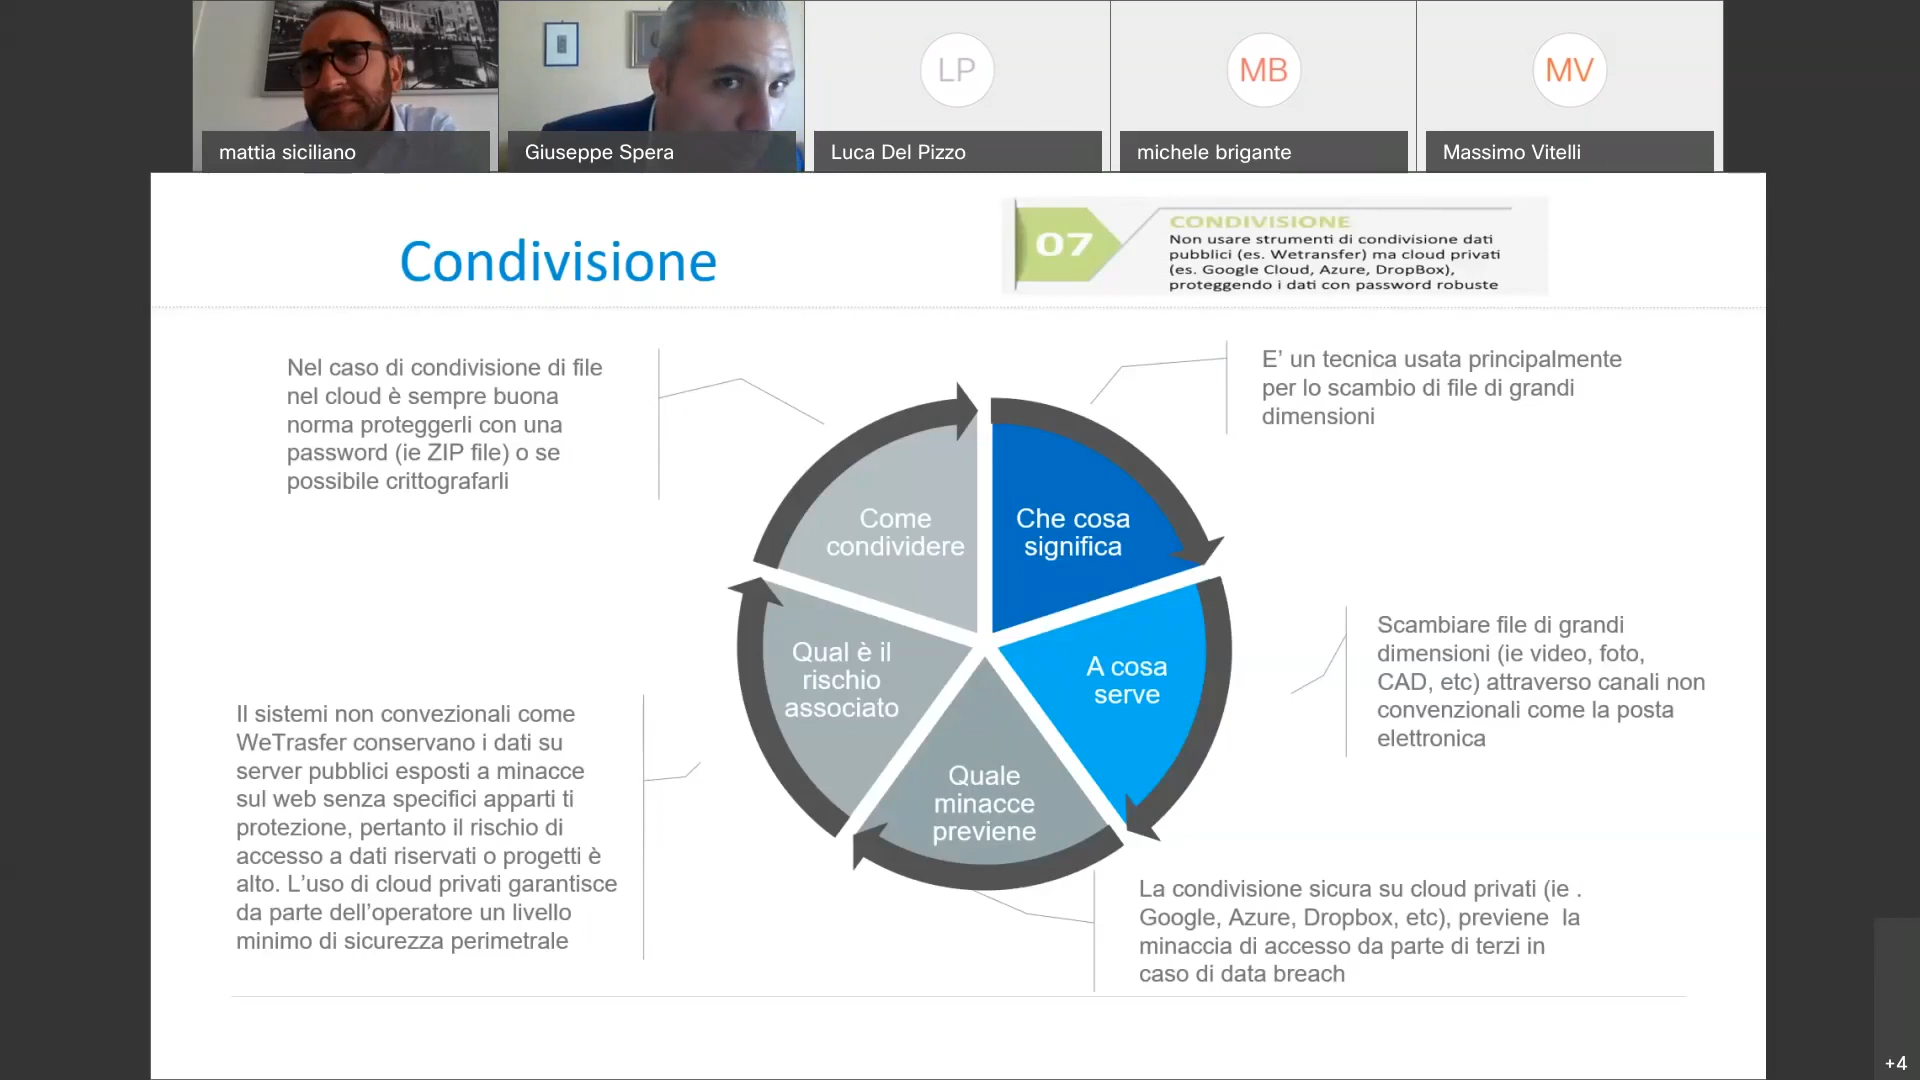 LP
MB
MV
mattia siciliano
Giuseppe Spera
Luca Del Pizzo
michele brigante
Massimo Vitelli
Condivisione
07
CONDIVISIONE
Non usare strumenti di condivisione dati
pubblici (es. Wetransfer) ma cloud privati
(es. Google Cloud, Azure, DropBox),
proteggendo i dati con password robuste
Nel caso di condivisione di file
nel cloud è sempre buona
norma proteggerli con una
password (ie ZIP file) o se
possibile crittografarli
E’ un tecnica usata principalmente
per lo scambio di file di grandi
dimensioni
Come
condividere
Che cosa
significa
Qual è il
rischio
associato
A cosa
serve
Quale
minacce
previene
Scambiare file di grandi
dimensioni (ie video, foto,
CAD, etc) attraverso canali non
convenzionali come la posta
elettronica
Il sistemi non convezionali come
WeTrasfer conservano i dati su
server pubblici esposti a minacce
sul web senza specifici apparti ti
protezione, pertanto il rischio di
accesso a dati riservati o progetti è
alto. L’uso di cloud privati garantisce
da parte dell’operatore un livello
minimo di sicurezza perimetrale
La condivisione sicura su cloud privati (ie .
Google, Azure, Dropbox, etc), previene  la
minaccia di accesso da parte di terzi in
caso di data breach
+4